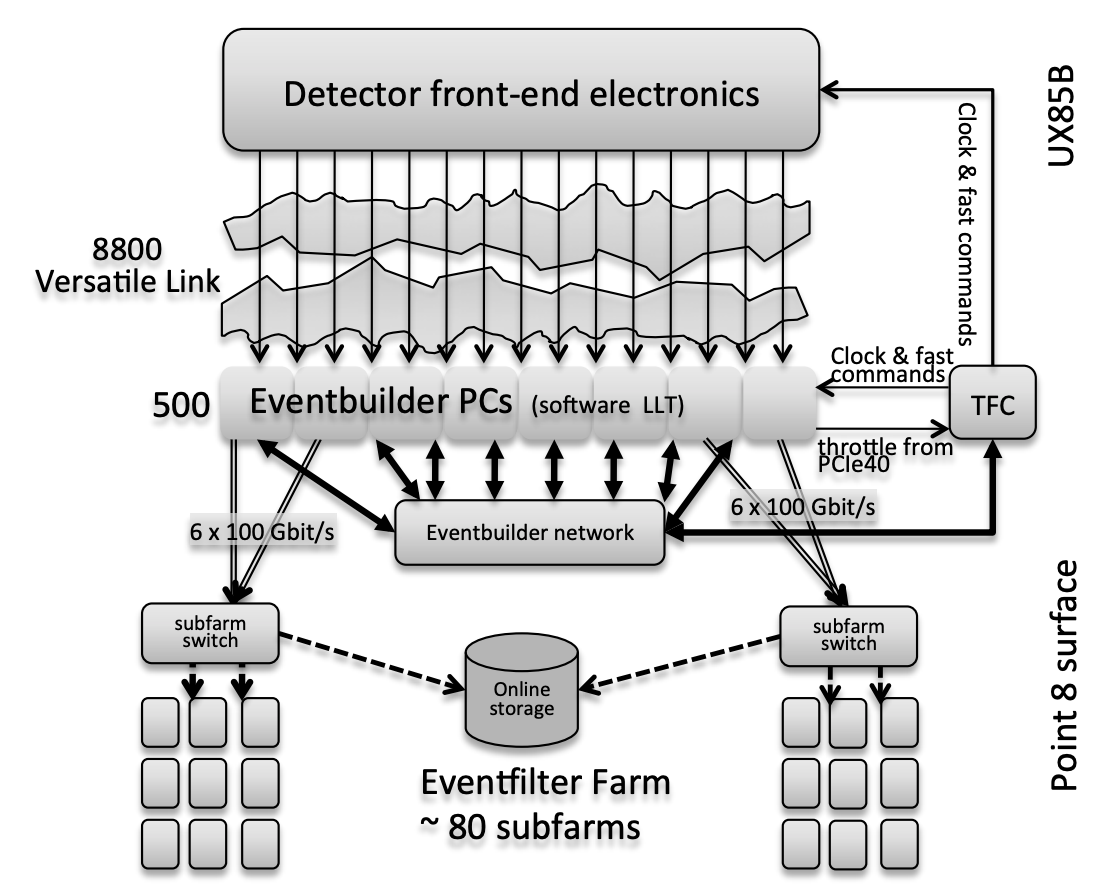 Detector front-end electronics
UX85B
Clock & fast commands
8800
Versatile Link
Clock & fast
commands
500
Eventbuilder PCs (software LLT)
TFC
throttle from
PCIe40
6 x 100 Gbit/s
6 x 100 Gbit/s
Eventbuilder network
Point 8 surface
subfarm
switch
subfarm
switch
Online
storage
Eventfilter Farm
~ 80 subfarms